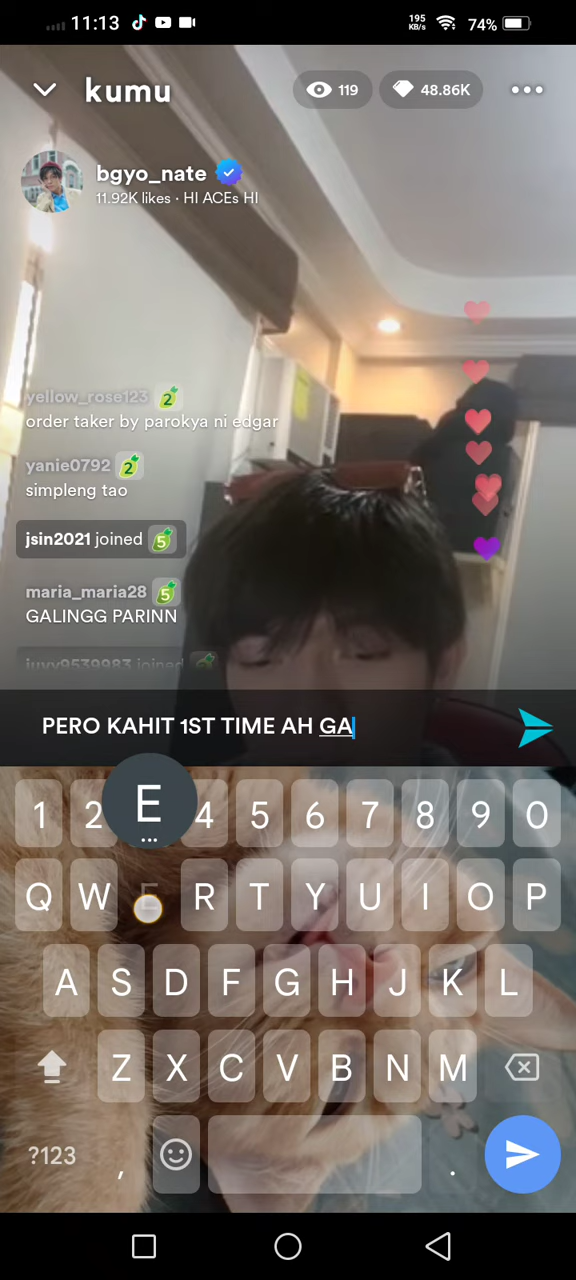 11:13
195
KB/s
74%
kumu
119
48.86K
bgyo_nate
11.92K likes · HI ACEs HI
yellow_rose123 2
order taker by parokya ni edgar
yanie0792 2
simpleng tao
jsin2021 joined 5
maria_maria28 5
GALINGG PARINN
juvy9539983 joined
PERO KAHIT 1ST TIME AH GA
E
1 2 4 5 6 7 8 9 0
Q W E R T Y U I O P
A S D F G H J K L
Z X C V B N M
?123 , .